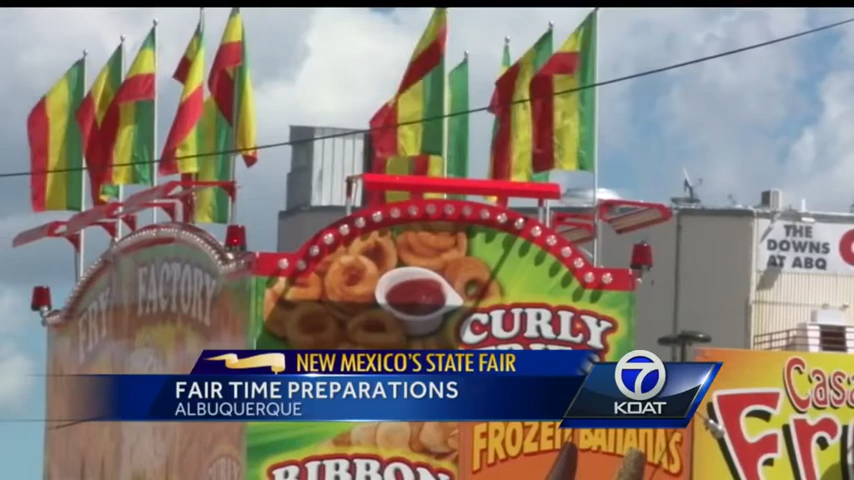 THE
DOWNS
AT ABQ
FACTORY
CURLY
NEW MEXICO'S STATE FAIR
FAIR TIME PREPARATIONS
ALBUQUERQUE
7
KOAT
FROZEN BANANAS
RIBBON